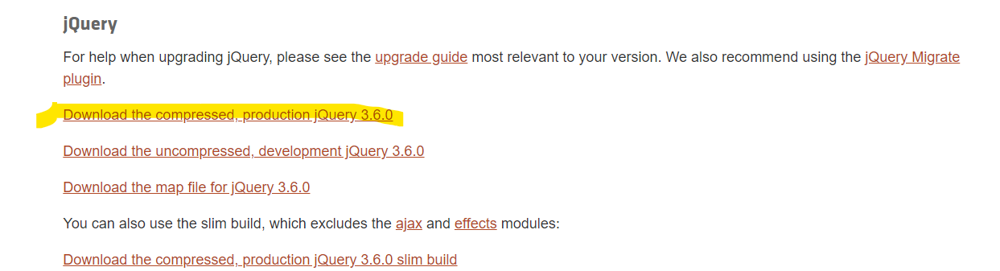 jQuery
For help when upgrading jQuery, please see the upgrade guide most relevant to your version. We also recommend using the jQuery Migrate
plugin.
Download the compressed, production jQuery 3.6.0
Download the uncompressed, development jQuery 3.6.0
Download the map file for jQuery 3.6.0
You can also use the slim build, which excludes the ajax and effects modules:
Download the compressed, production jQuery 3.6.0 slim build